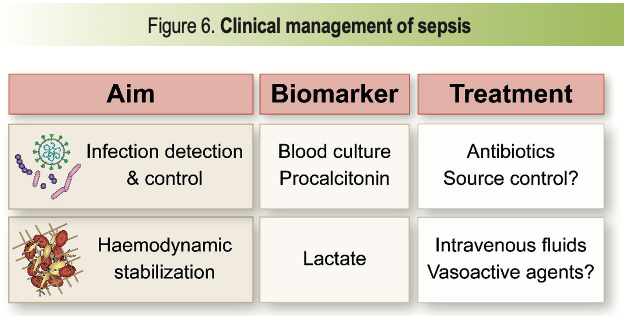 Figure 6. Clinical management of sepsis
Aim
Biomarker
Treatment
Infection detection
& control
Blood culture
Procalcitonin
Antibiotics
Source control?
Haemodynamic
stabilization
Lactate
Intravenous fluids
Vasoactive agents?